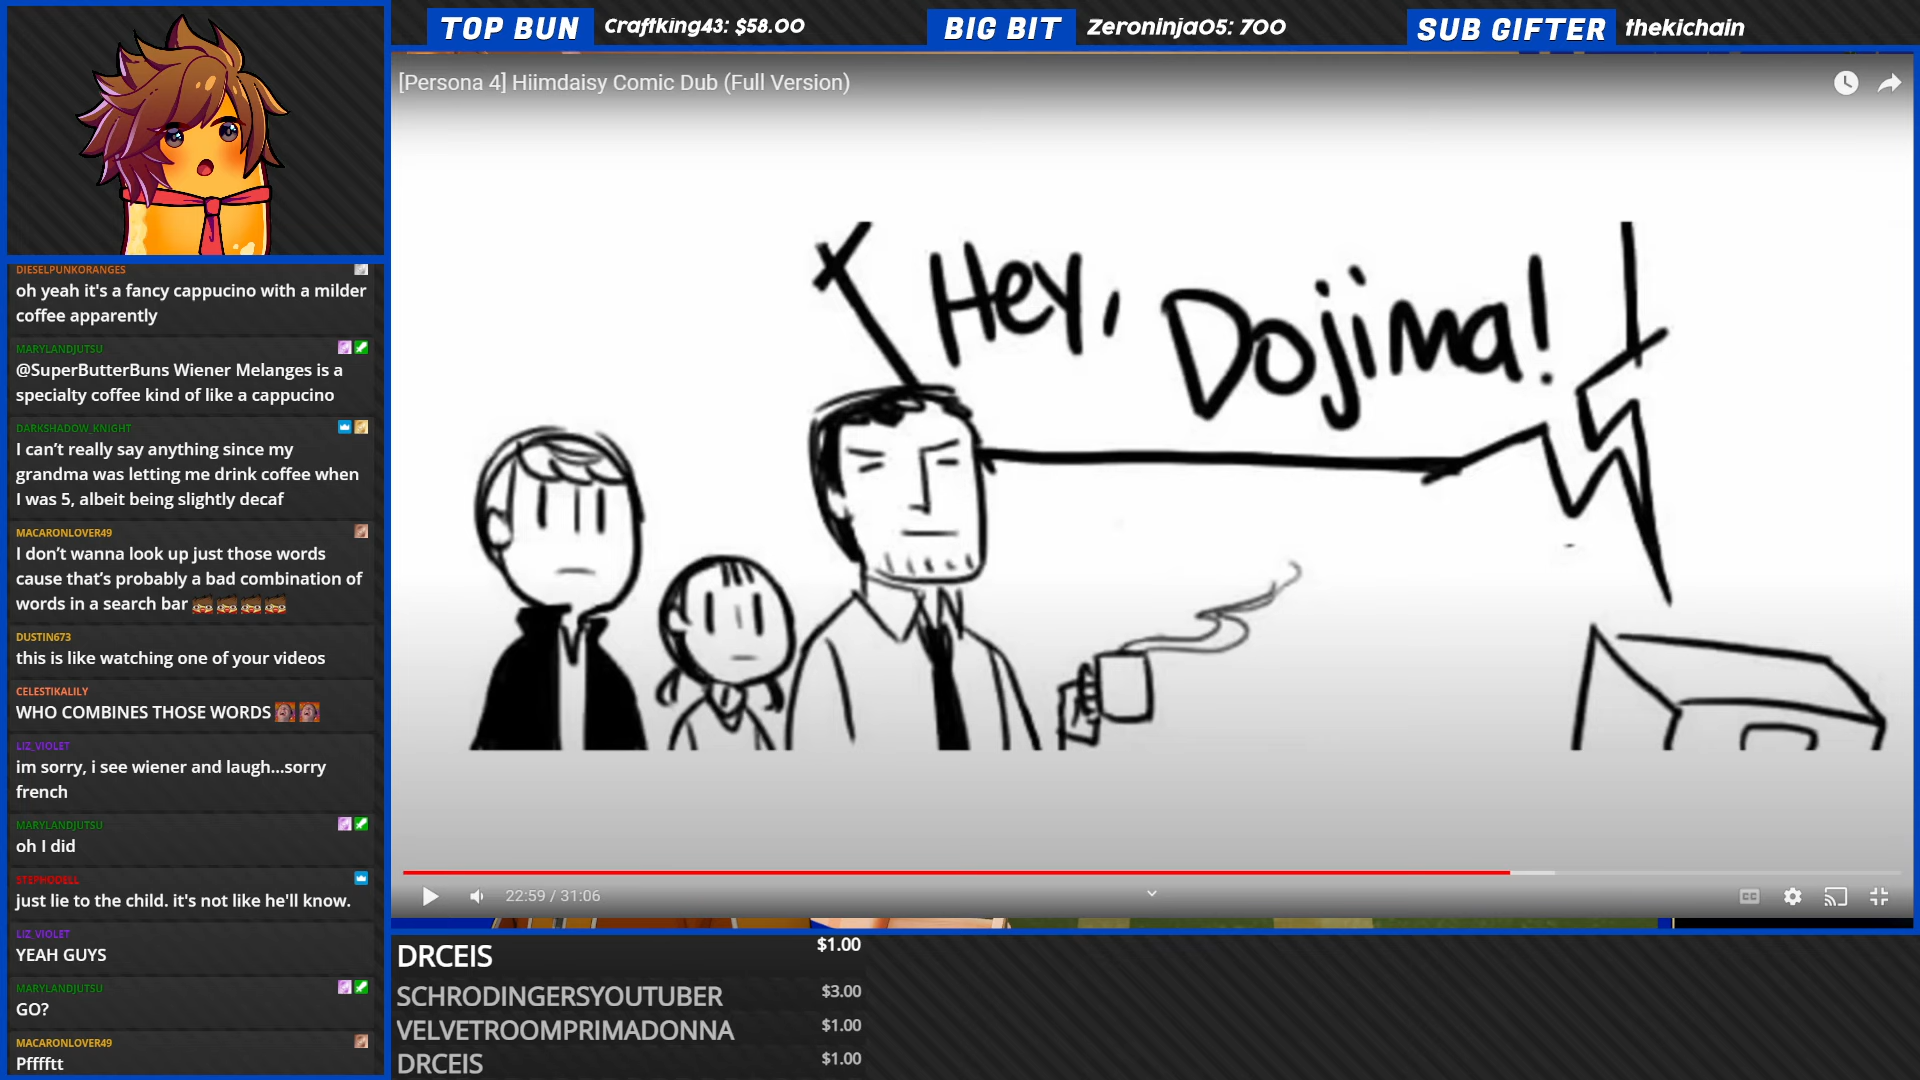 TOP BUN Craftking43: $58.00 BIG BIT Zeroninja05: 700 SUB GIFTER thekichain
[Persona 4] Hiimdaisy Comic Dub (Full Version)
Hey, Dojima!
22:59 / 31:06
CC
DIESELPUNKORANGES
oh yeah it's a fancy cappucino with a milder
coffee apparently
MARYLANDJUTSU
@SuperButterBuns Wiener Melanges is a
specialty coffee kind of like a cappucino
DARKSHADOW_KNIGHT
I can’t really say anything since my
grandma was letting me drink coffee when
I was 5, albeit being slightly decaf
MACARONLOVER49
I don’t wanna look up just those words
cause that’s probably a bad combination of
words in a search bar
DUSTIN673
this is like watching one of your videos
CELESTIKALILY
WHO COMBINES THOSE WORDS
LIZ_VIOLET
im sorry, i see wiener and laugh...sorry
french
MARYLANDJUTSU
oh I did
STEPHODELL
just lie to the child. it's not like he'll know.
LIZ_VIOLET
YEAH GUYS
MARYLANDJUTSU
GO?
MACARONLOVER49
Pfffftt
DRCEIS $1.00
SCHRODINGERSYOUTUBER $3.00
VELVETROOMPRIMADONNA $1.00
DRCEIS $1.00